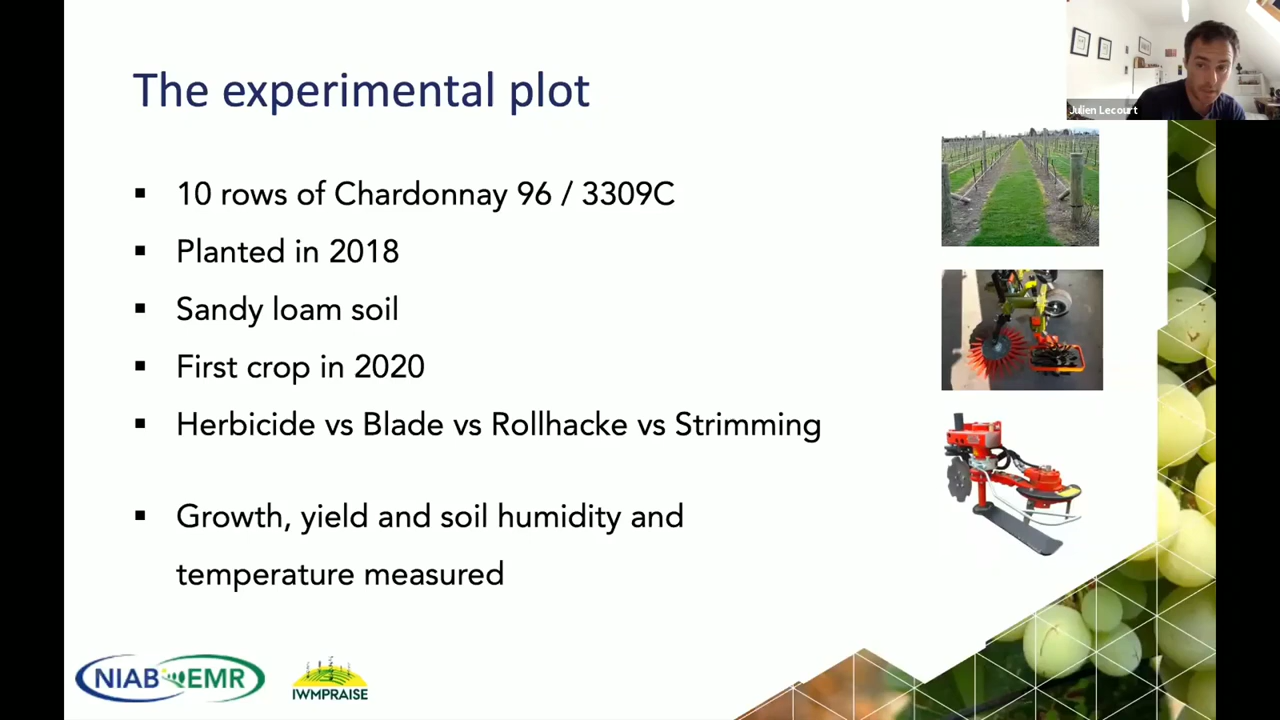 The experimental plot
Julien Lecourt
▪ 10 rows of Chardonnay 96 / 3309C
▪ Planted in 2018
▪ Sandy loam soil
▪ First crop in 2020
▪ Herbicide vs Blade vs Rollhacke vs Strimming
▪ Growth, yield and soil humidity and
temperature measured
NIAB EMR
IWMPRAISE